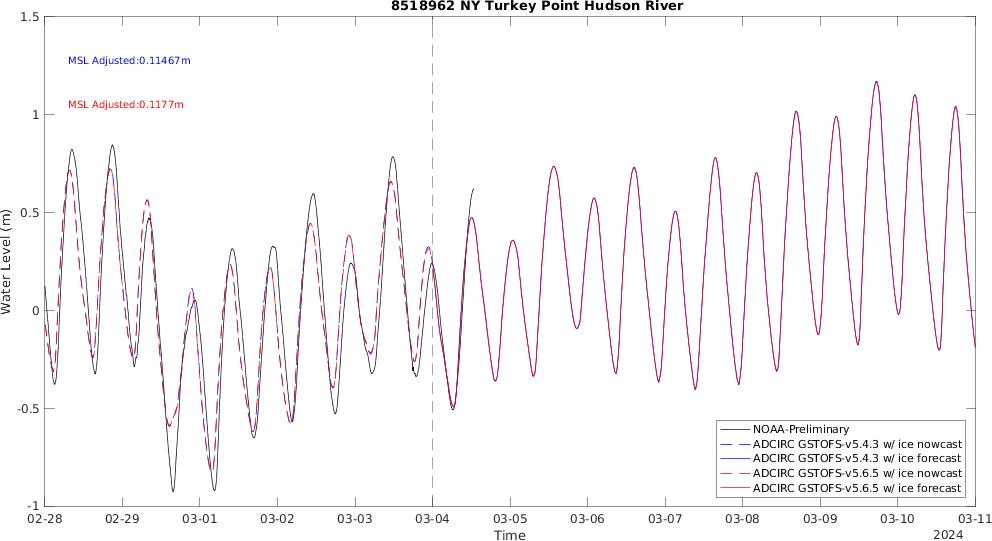 8518962 NY Turkey Point Hudson River
MSL Adjusted:0.11467m
MSL Adjusted:0.1177m
Water Level (m)
1.5
1
0.5
0
-0.5
-1
NOAA-Preliminary
ADCIRC GSTOFS-v5.4.3 w/ ice nowcast
ADCIRC GSTOFS-v5.4.3 w/ ice forecast
ADCIRC GSTOFS-v5.6.5 w/ ice nowcast
ADCIRC GSTOFS-v5.6.5 w/ ice forecast
02-28 02-29 03-01 03-02 03-03 03-04 03-05 03-06 03-07 03-08 03-09 03-10 03-11
Time
2024